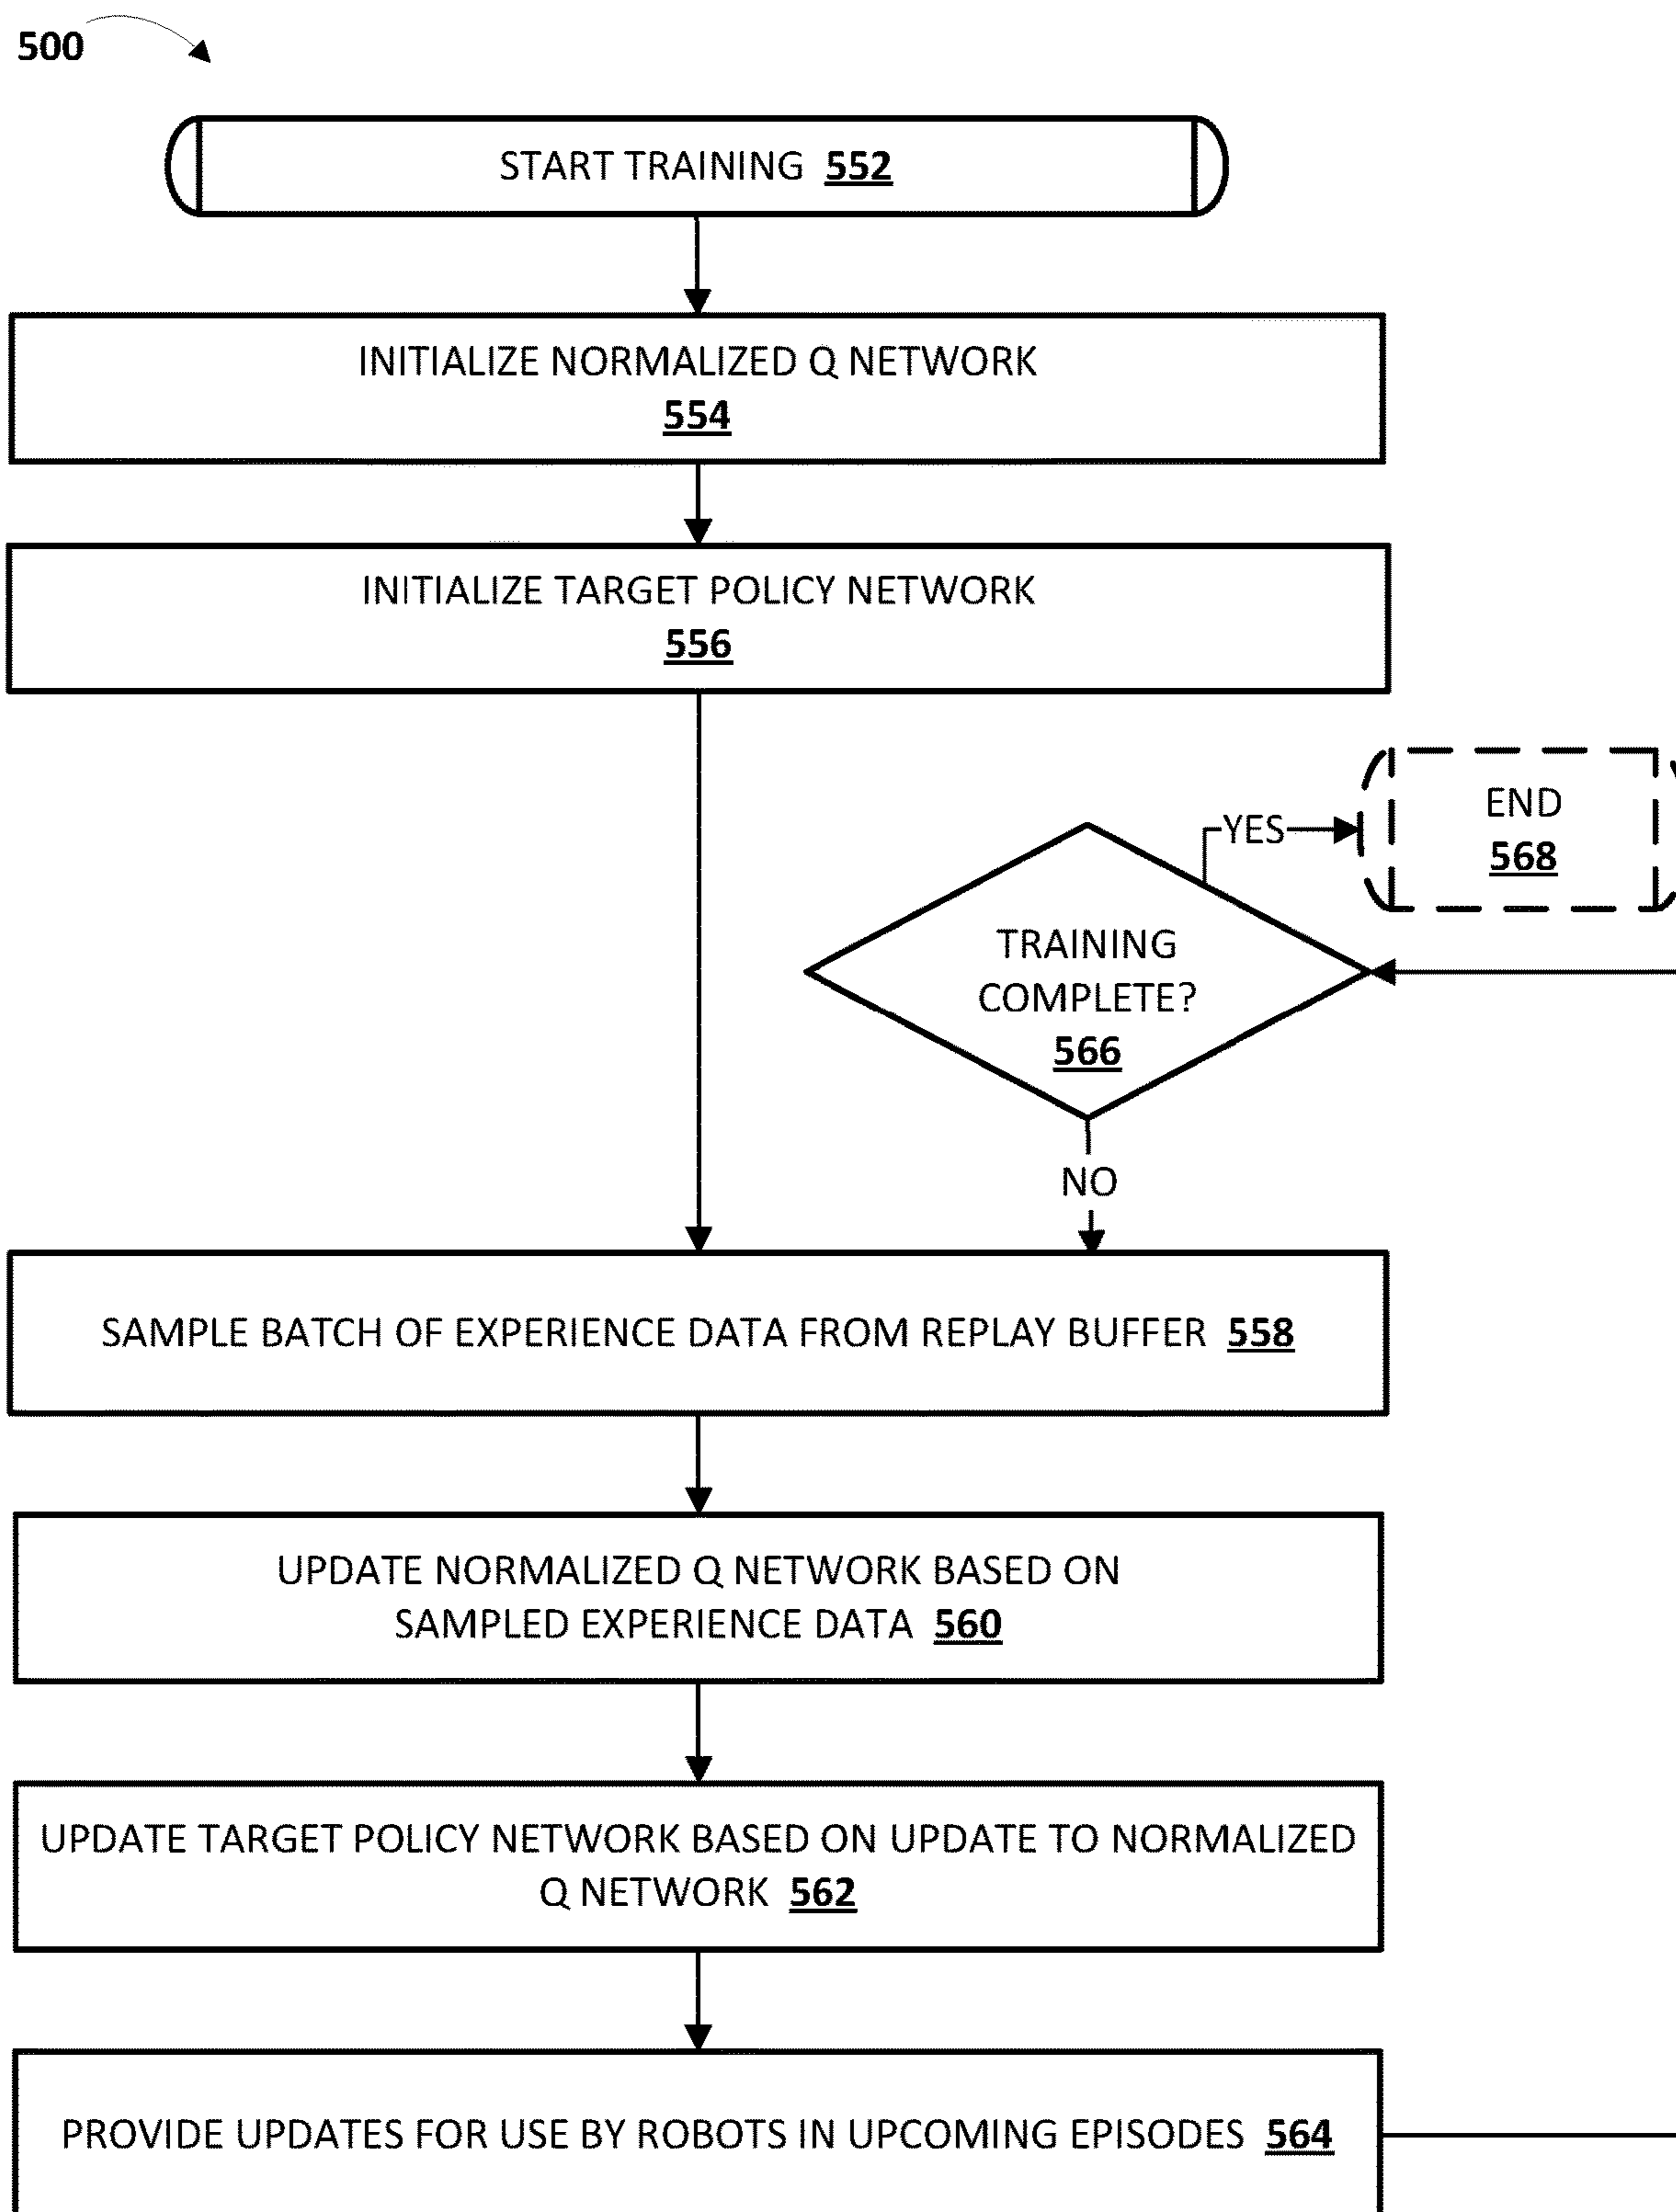 500
START TRAINING 552
INITIALIZE NORMALIZED Q NETWORK
554
INITIALIZE TARGET POLICY NETWORK
556
YES
END
568
TRAINING
COMPLETE?
566
NO
SAMPLE BATCH OF EXPERIENCE DATA FROM REPLAY BUFFER 558
UPDATE NORMALIZED Q NETWORK BASED ON
SAMPLED EXPERIENCE DATA 560
UPDATE TARGET POLICY NETWORK BASED ON UPDATE TO NORMALIZED
Q NETWORK 562
PROVIDE UPDATES FOR USE BY ROBOTS IN UPCOMING EPISODES 564